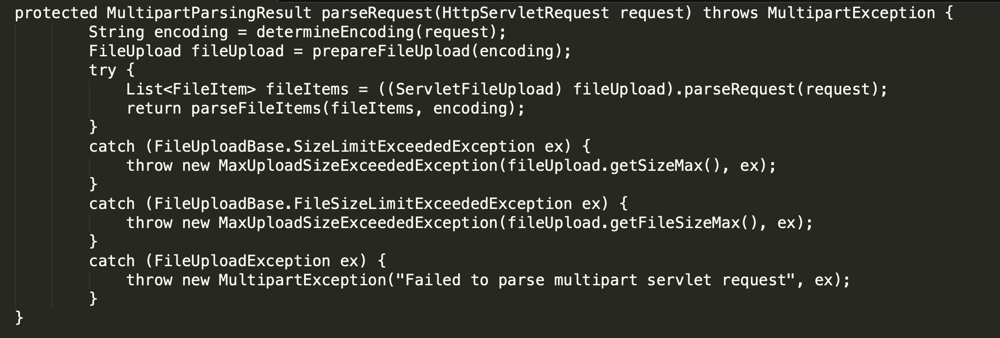 protected MultipartParsingResult parseRequest(HttpServletRequest request) throws MultipartException {
        String encoding = determineEncoding(request);
        FileUpload fileUpload = prepareFileUpload(encoding);
        try {
            List<FileItem> fileItems = ((ServletFileUpload) fileUpload).parseRequest(request);
            return parseFileItems(fileItems, encoding);
        }
        catch (FileUploadBase.SizeLimitExceededException ex) {
            throw new MaxUploadSizeExceededException(fileUpload.getSizeMax(), ex);
        }
        catch (FileUploadBase.FileSizeLimitExceededException ex) {
            throw new MaxUploadSizeExceededException(fileUpload.getFileSizeMax(), ex);
        }
        catch (FileUploadException ex) {
            throw new MultipartException("Failed to parse multipart servlet request", ex);
        }
}